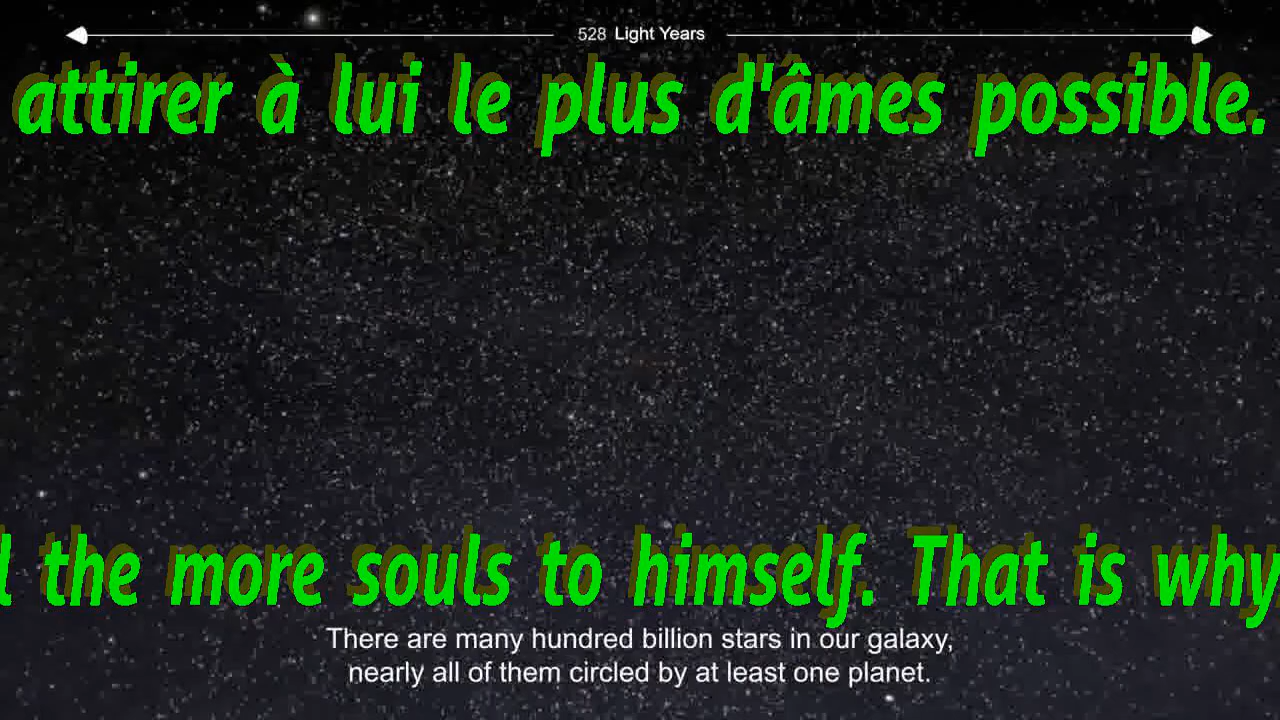 528 Light Years
attirer à lui le plus d'âmes possible.
the more souls to himself. That is why
There are many hundred billion stars in our galaxy,
nearly all of them circled by at least one planet.